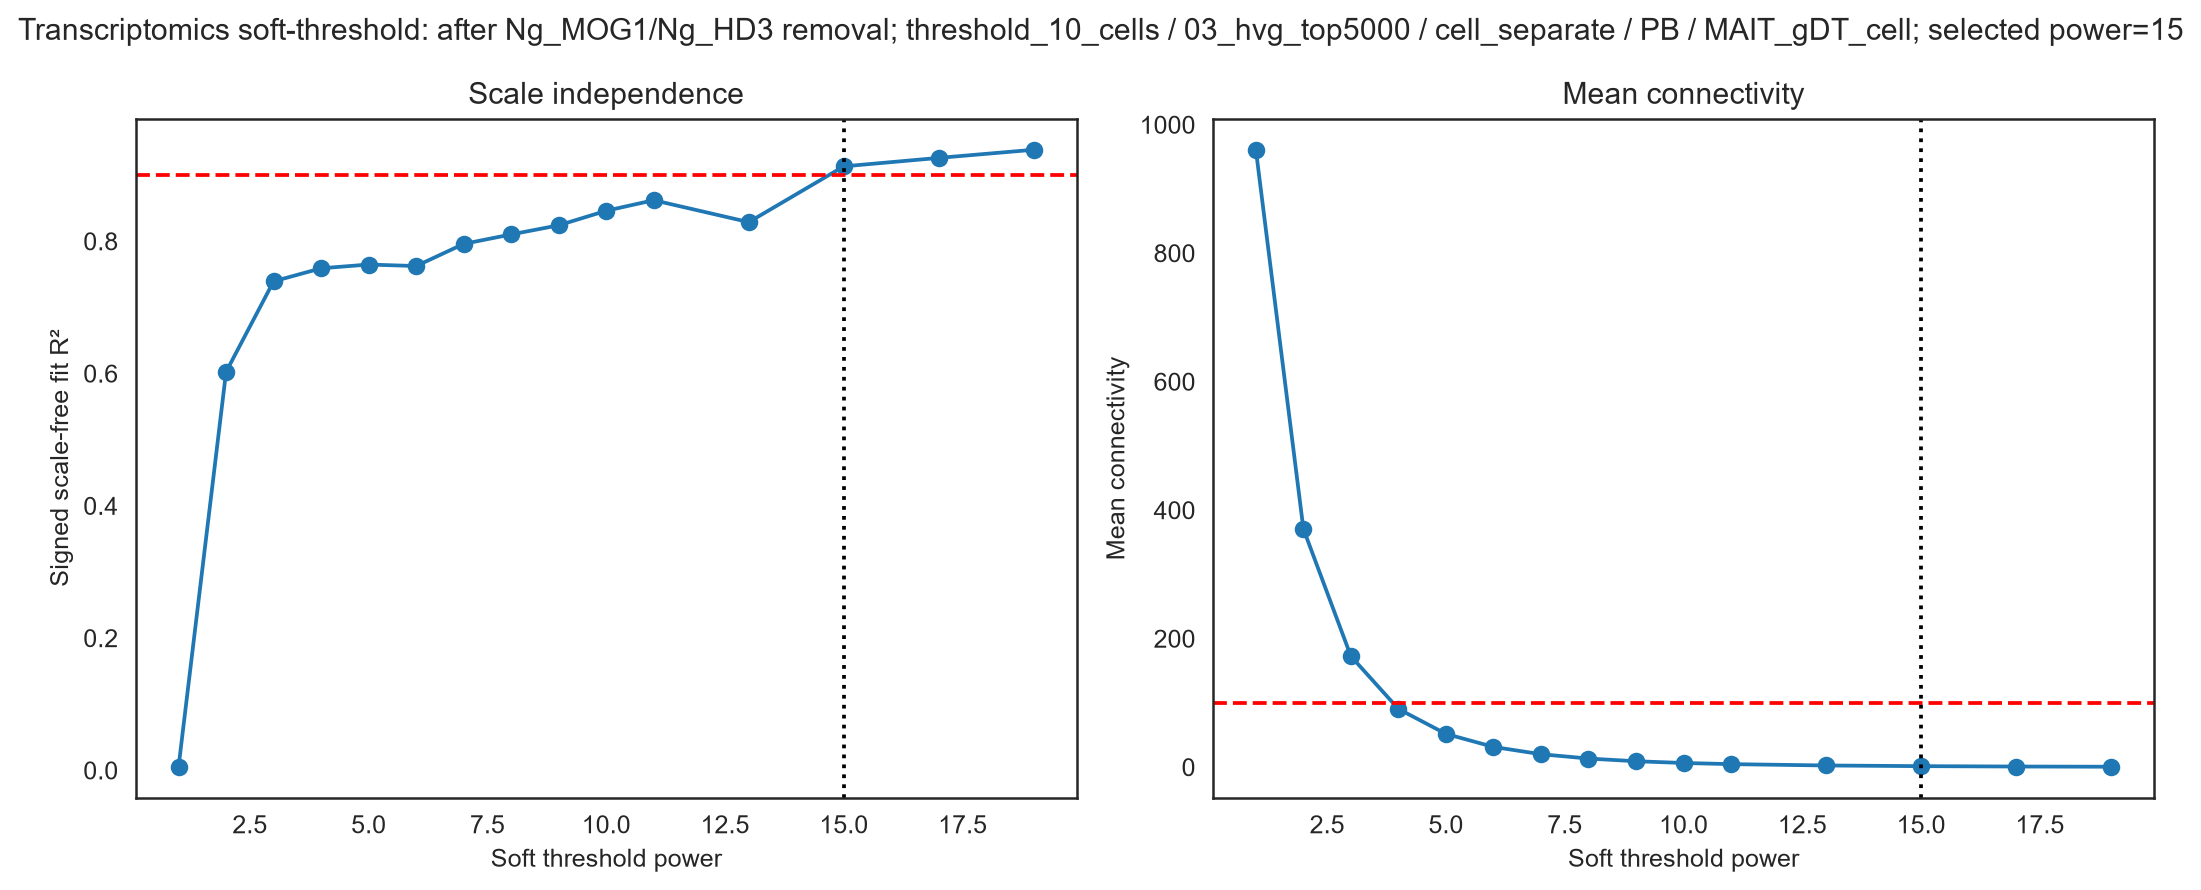 Transcriptomics soft-threshold: after Ng_MOG1/Ng_HD3 removal; threshold_10_cells / 03_hvg_top5000 / cell_separate / PB / MAIT_gDT_cell; selected power=15
Scale independence
Signed scale-free fit R²
0.8
0.6
0.4
0.2
0.0
2.5 5.0 7.5 10.0 12.5 15.0 17.5
Soft threshold power
Mean connectivity
Mean connectivity
1000
800
600
400
200
0
2.5 5.0 7.5 10.0 12.5 15.0 17.5
Soft threshold power